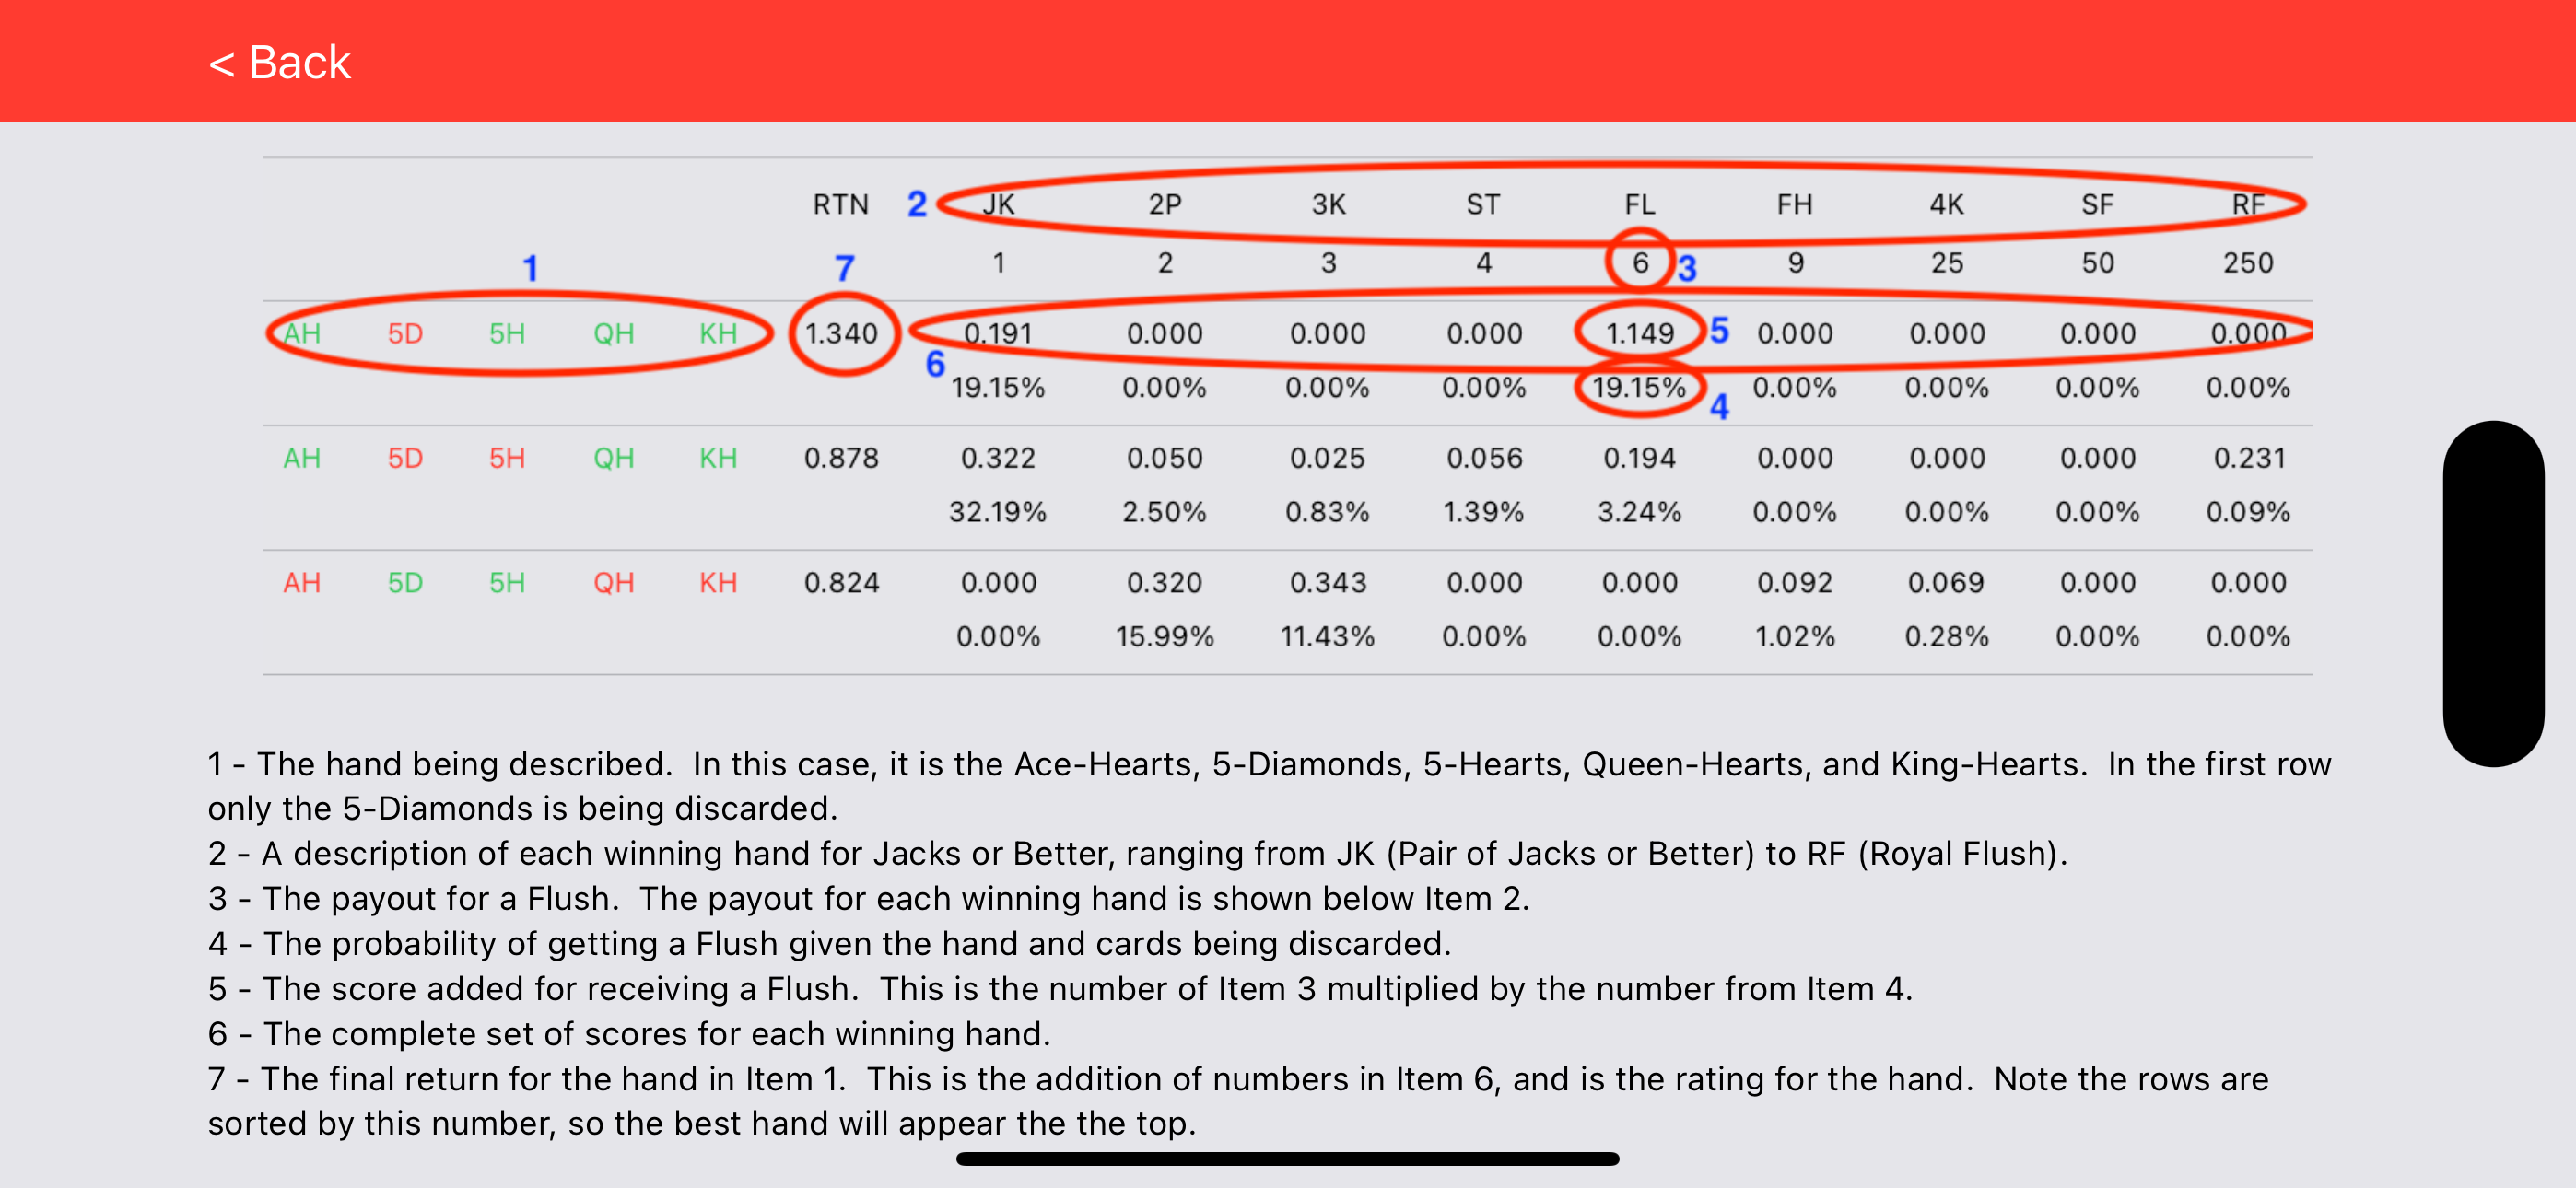 < Back
RTN 2 JK 2P 3K ST FL FH 4K SF RF
1 7 1 2 3 4 6 3 9 25 50 250
AH 5D 5H QH KH 1.340 0.191 0.000 0.000 0.000 1.149 5 0.000 0.000 0.000 0.000
6 19.15% 0.00% 0.00% 0.00% 19.15% 4 0.00% 0.00% 0.00% 0.00%
AH 5D 5H QH KH 0.878 0.322 0.050 0.025 0.056 0.194 0.000 0.000 0.000 0.231
32.19% 2.50% 0.83% 1.39% 3.24% 0.00% 0.00% 0.00% 0.09%
AH 5D 5H QH KH 0.824 0.000 0.320 0.343 0.000 0.000 0.092 0.069 0.000 0.000
0.00% 15.99% 11.43% 0.00% 0.00% 1.02% 0.28% 0.00% 0.00%
1 - The hand being described.  In this case, it is the Ace-Hearts, 5-Diamonds, 5-Hearts, Queen-Hearts, and King-Hearts.  In the first row
only the 5-Diamonds is being discarded.
2 - A description of each winning hand for Jacks or Better, ranging from JK (Pair of Jacks or Better) to RF (Royal Flush).
3 - The payout for a Flush.  The payout for each winning hand is shown below Item 2.
4 - The probability of getting a Flush given the hand and cards being discarded.
5 - The score added for receiving a Flush.  This is the number of Item 3 multiplied by the number from Item 4.
6 - The complete set of scores for each winning hand.
7 - The final return for the hand in Item 1.  This is the addition of numbers in Item 6, and is the rating for the hand.  Note the rows are
sorted by this number, so the best hand will appear the the top.